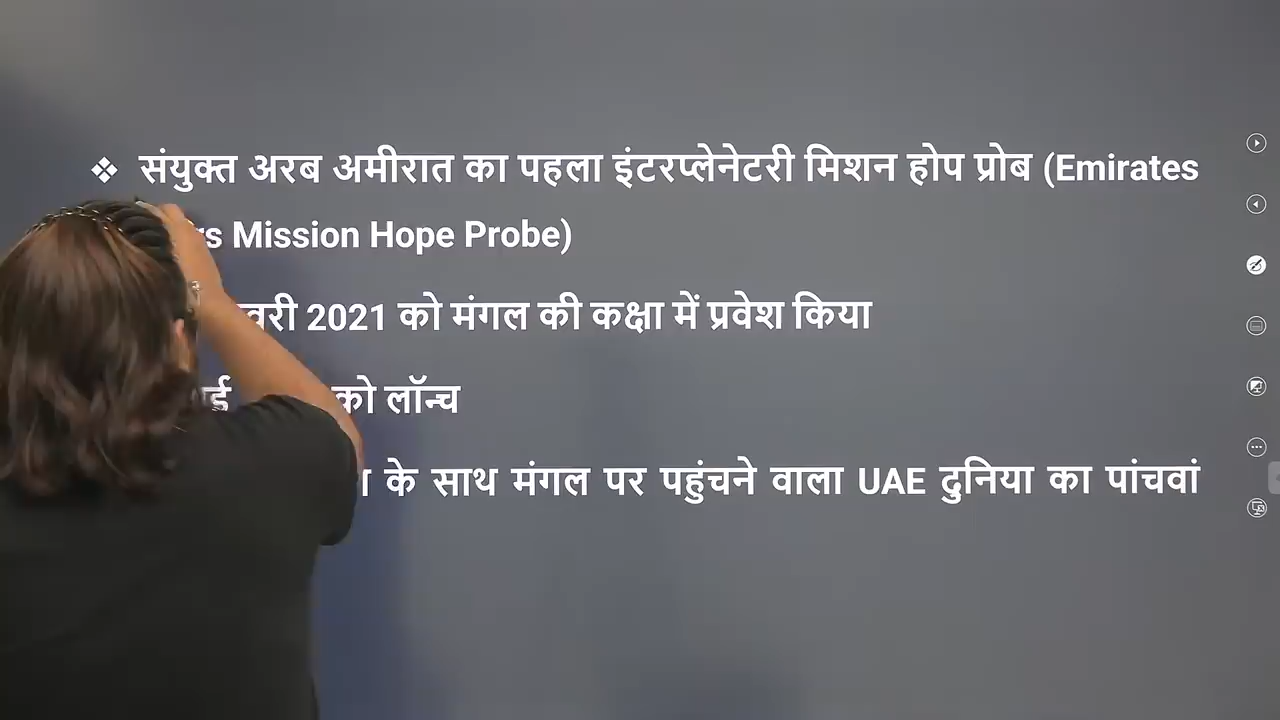 ❖ संयुक्त अरब अमीरात का पहला इंटरप्लेनेटरी मिशन होप प्रोब (Emirates
Mission Hope Probe)
2021 को मंगल की कक्षा में प्रवेश किया
को लॉन्च
के साथ मंगल पर पहुंचने वाला UAE दुनिया का पांचवां